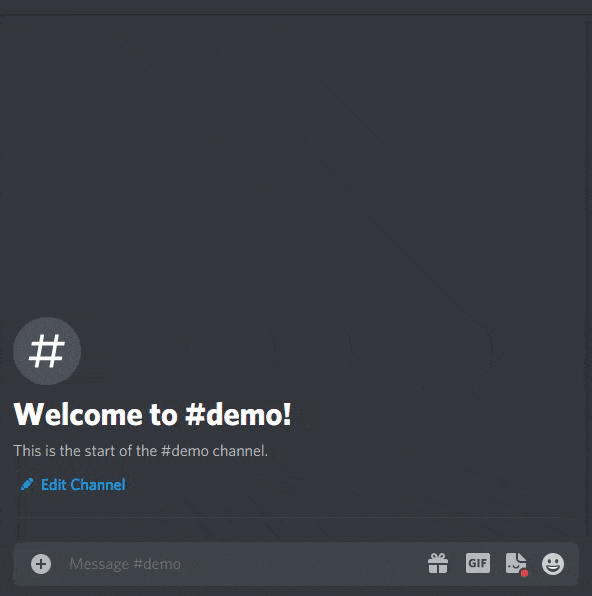 #
Welcome to #demo!
This is the start of the #demo channel.
Edit Channel
Message #demo
GIF